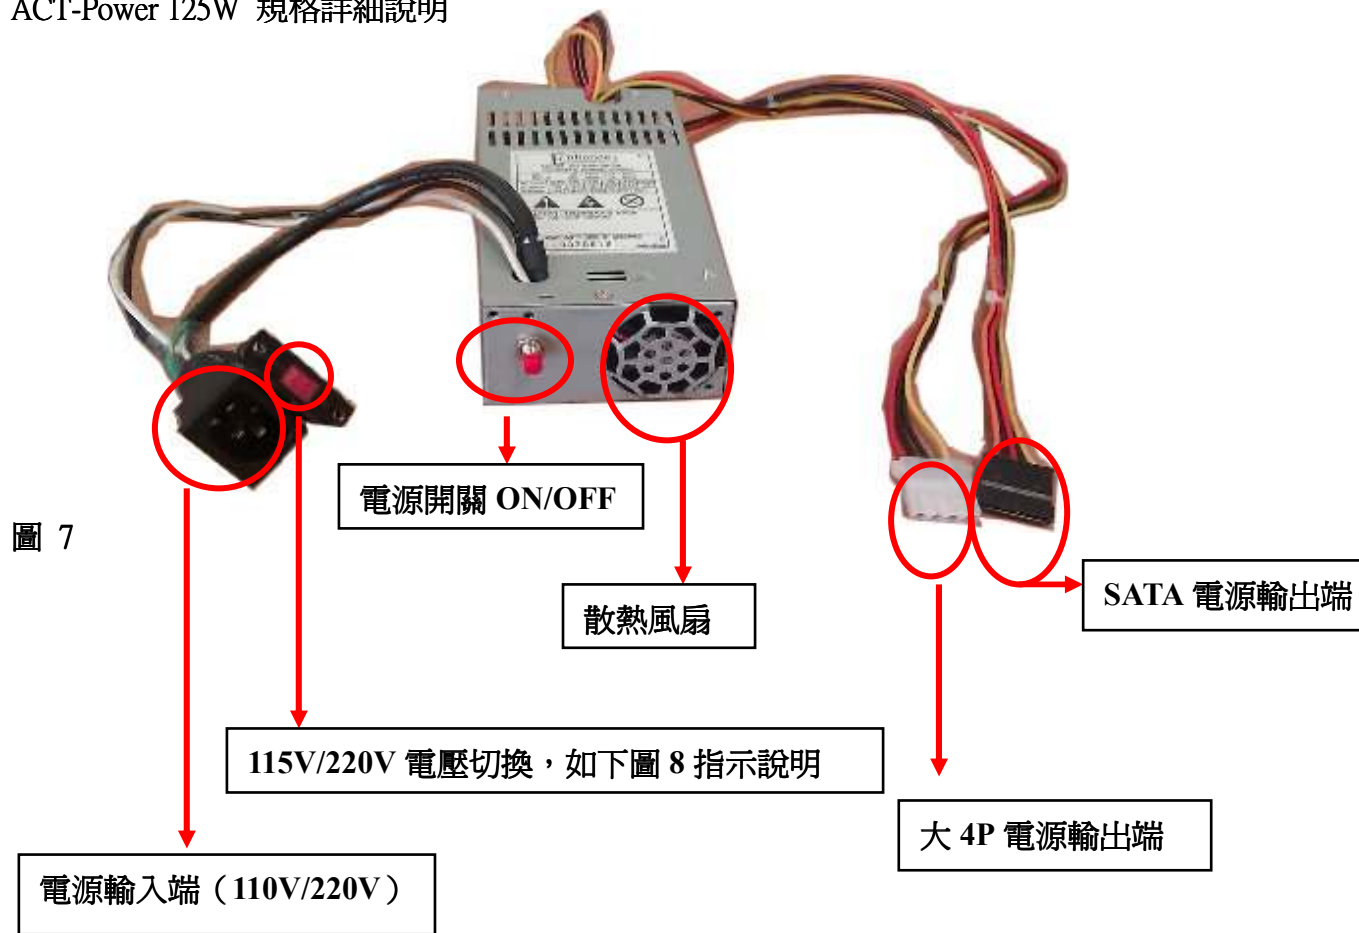 ACT-Power 125W 規格詳細說明
電源開關 ON/OFF
圖 7
SATA 電源輸出端
散熱風扇
115V/220V 電壓切換，如下圖 8 指示說明
大 4P 電源輸出端
電源輸入端（110V/220V）